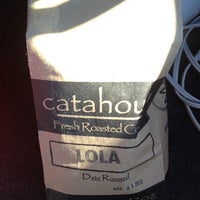 catahou
Fresh Roasted Co
LOLA
Date Roasted